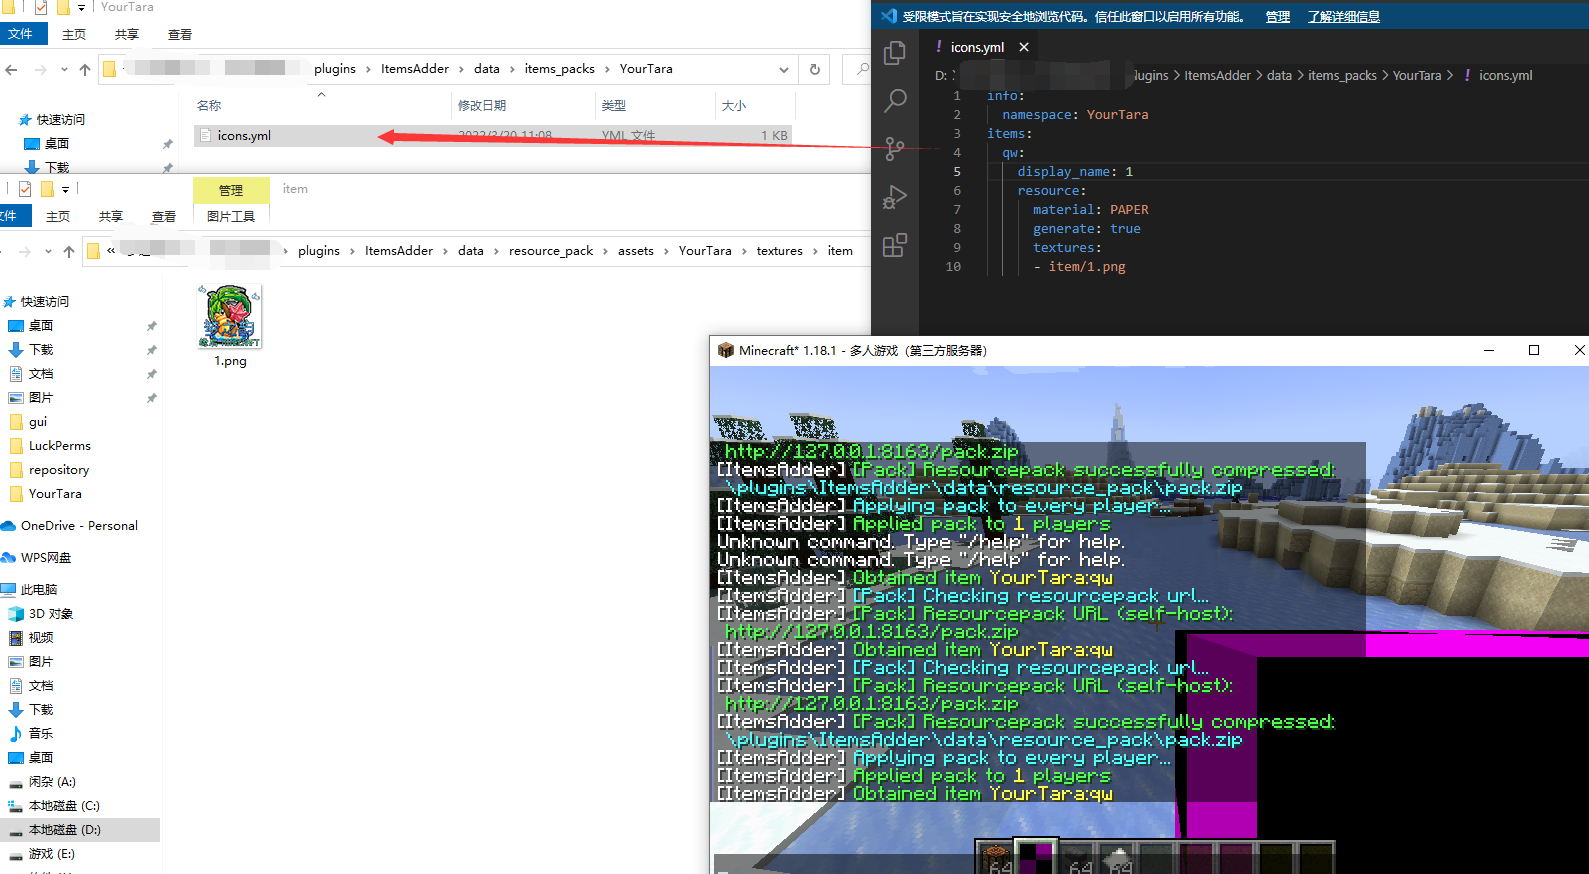 YourTara
文件 主页 共享 查看
plugins > ItemsAdder > data > items_packs > YourTara
名称 修改日期 类型 大小
快速访问
桌面
下载
icons.yml 2022/3/20 11:08 YML 文件 1 KB
管理 item
文件 主页 共享 查看 图片工具
« plugins > ItemsAdder > data > resource_pack > assets > YourTara > textures > item
快速访问
桌面
下载
文档
图片
gui
LuckPerms
repository
YourTara
OneDrive - Personal
WPS网盘
此电脑
3D 对象
视频
图片
文档
下载
音乐
桌面
闲杂 (A:)
本地磁盘 (C:)
本地磁盘 (D:)
游戏 (E:)
1.png
受限模式旨在实现安全地浏览代码。信任此窗口以启用所有功能。 管理 了解详细信息
! icons.yml ×
D: > lugins > ItemsAdder > data > items_packs > YourTara > ! icons.yml
1 info:
2 namespace: YourTara
3 items:
4 qw:
5 display_name: 1
6 resource:
7 material: PAPER
8 generate: true
9 textures:
10 - item/1.png
Minecraft* 1.18.1 - 多人游戏（第三方服务器）
http://127.0.0.1:8163/pack.zip
[ItemsAdder] [Pack] Resourcepack successfully compressed:
\plugins\ItemsAdder\data\resource_pack\pack.zip
[ItemsAdder] Applying pack to every player...
[ItemsAdder] Applied pack to 1 players
Unknown command. Type "/help" for help.
Unknown command. Type "/help" for help.
[ItemsAdder] Obtained item YourTara:qw
[ItemsAdder] [Pack] Checking resourcepack url...
[ItemsAdder] [Pack] Resourcepack URL (self-host):
http://127.0.0.1:8163/pack.zip
[ItemsAdder] Obtained item YourTara:qw
[ItemsAdder] [Pack] Checking resourcepack url...
[ItemsAdder] [Pack] Resourcepack URL (self-host):
http://127.0.0.1:8163/pack.zip
[ItemsAdder] [Pack] Resourcepack successfully compressed:
\plugins\ItemsAdder\data\resource_pack\pack.zip
[ItemsAdder] Applying pack to every player...
[ItemsAdder] Applied pack to 1 players
[ItemsAdder] Obtained item YourTara:qw
64 64 64